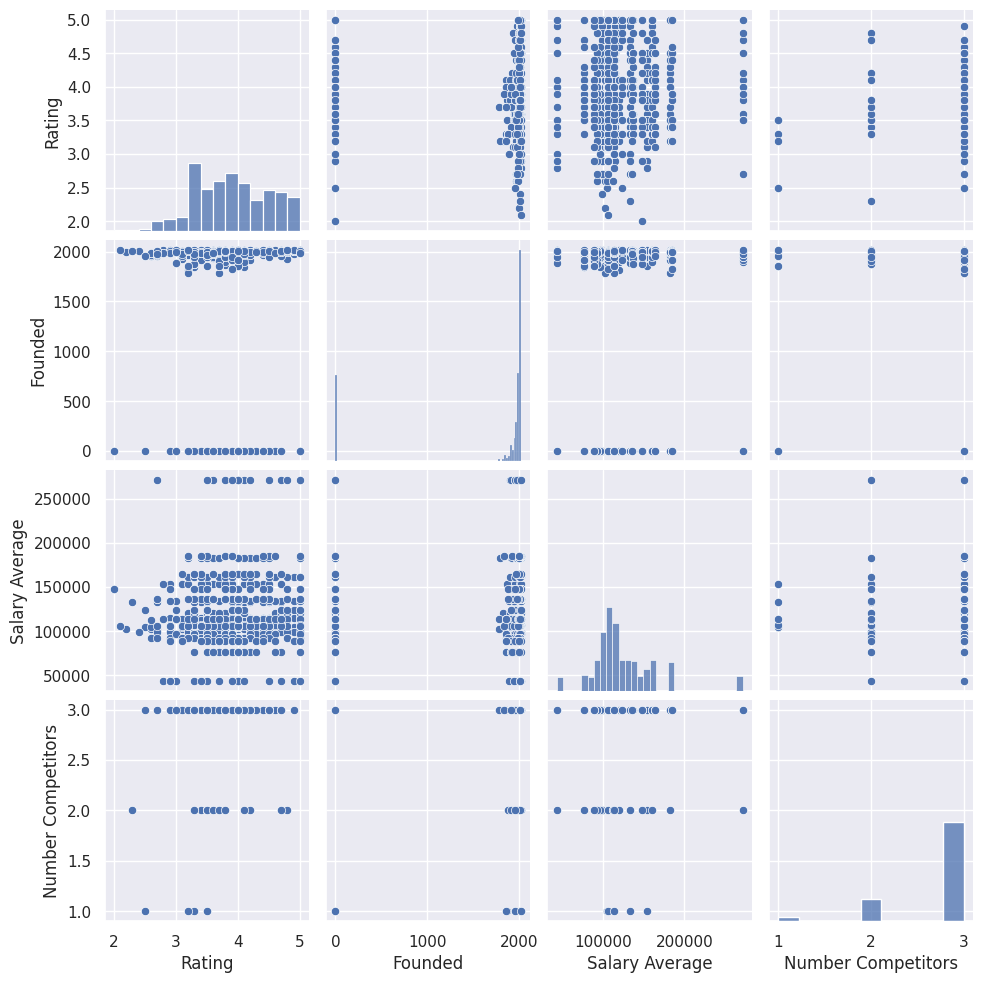 5.0
4.5
4.0
3.5
3.0
2.5
2.0
Rating
2000
1500
1000
500
0
Founded
250000
200000
150000
100000
50000
Salary Average
3.0
2.5
2.0
1.5
1.0
Number Competitors
2 3 4 5
Rating
0 1000 2000
Founded
100000 200000
Salary Average
1 2 3
Number Competitors